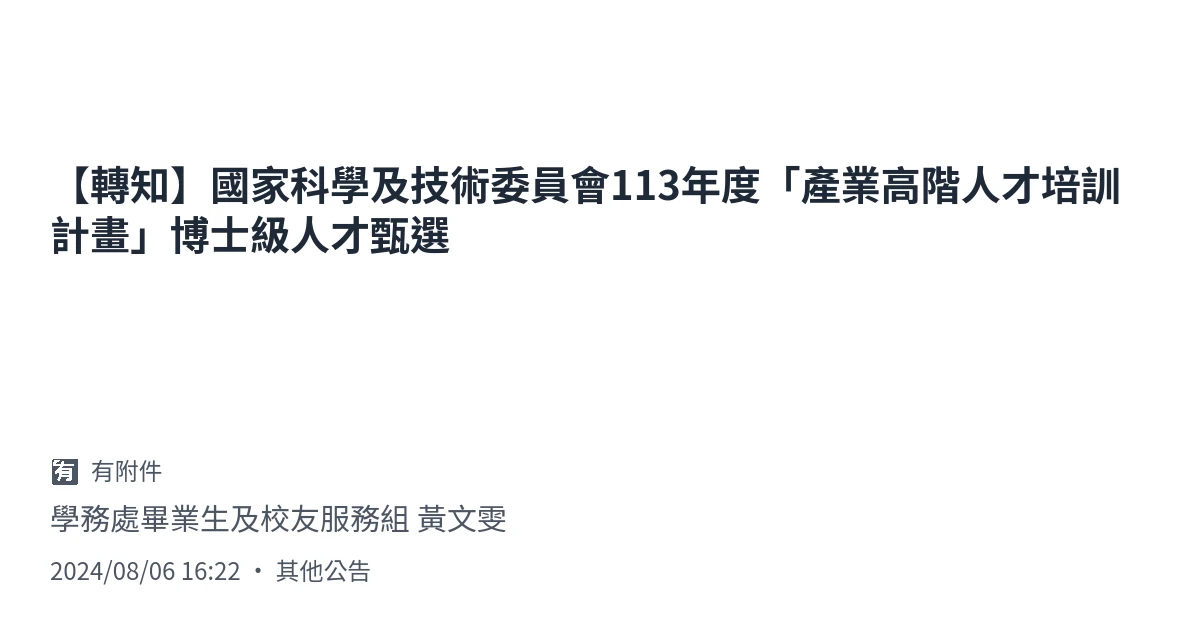 【轉知】國家科學及技術委員會113年度「產業高階人才培訓
計畫」博士級人才甄選
有 有附件
學務處畢業生及校友服務組 黃文雯
2024/08/06 16:22 • 其他公告